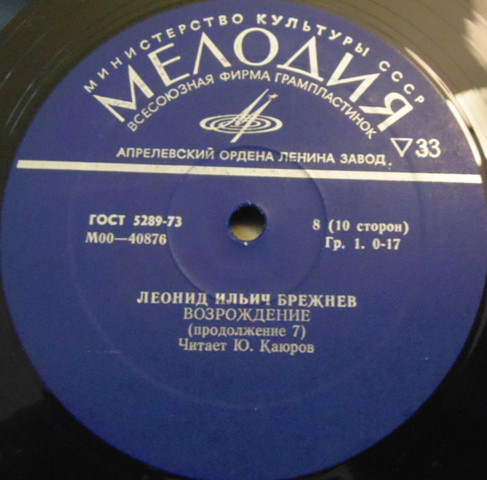 МИНИСТЕРСТВО КУЛЬТУРЫ СССР
МЕЛОДИЯ
ВСЕСОЮЗНАЯ ФИРМА ГРАМПЛАСТИНОК
АПРЕЛЕВСКИЙ ОРДЕНА ЛЕНИНА ЗАВОД
33
ГОСТ 5289-73
М00—40876
8 (10 сторон)
Гр. 1. 0-17
ЛЕОНИД ИЛЬИЧ БРЕЖНЕВ
ВОЗРОЖДЕНИЕ
(продолжение 7)
Читает Ю. Каюров